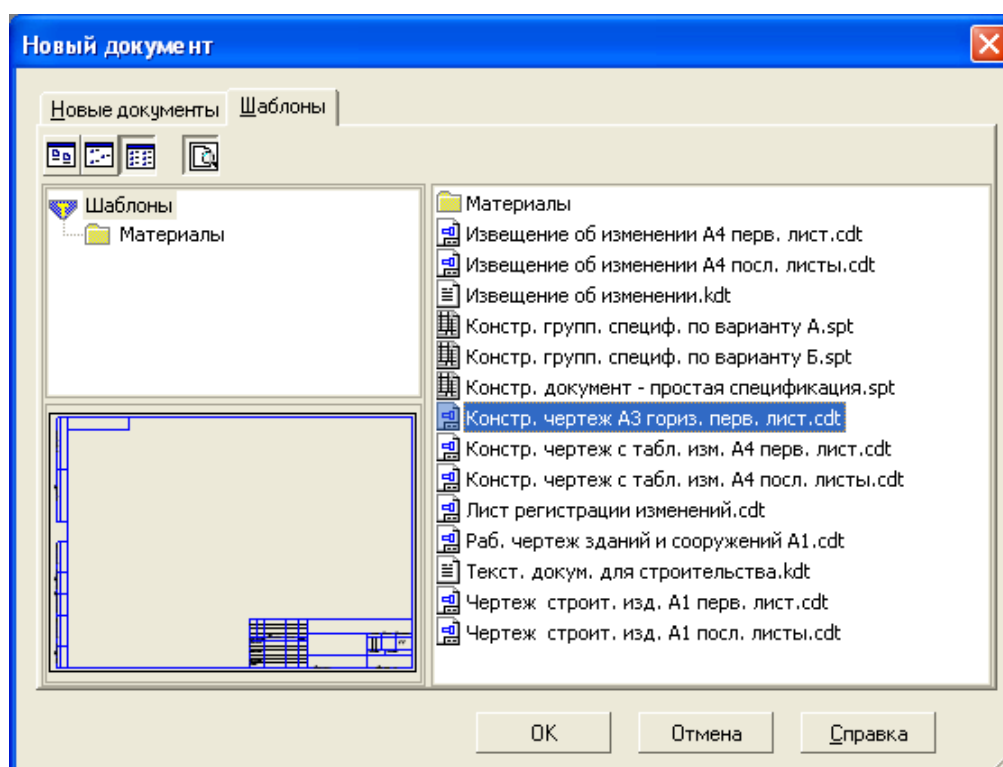 Новый документ
Новые документы Шаблоны
Шаблоны
Материалы
Материалы
Извещение об изменении А4 перв. лист.cdt
Извещение об изменении А4 посл. листы.cdt
Извещение об изменении.kdt
Констр. групп. специф. по варианту А.spt
Констр. групп. специф. по варианту Б.spt
Констр. документ - простая спецификация.spt
Констр. чертеж А3 гориз. перв. лист.cdt
Констр. чертеж с табл. изм. А4 перв. лист.cdt
Констр. чертеж с табл. изм. А4 посл. листы.cdt
Лист регистрации изменений.cdt
Раб. чертеж зданий и сооружений А1.cdt
Текст. докум. для строительства.kdt
Чертеж  строит. изд. А1 перв. лист.cdt
Чертеж  строит. изд. А1 посл. листы.cdt
OK Отмена Справка